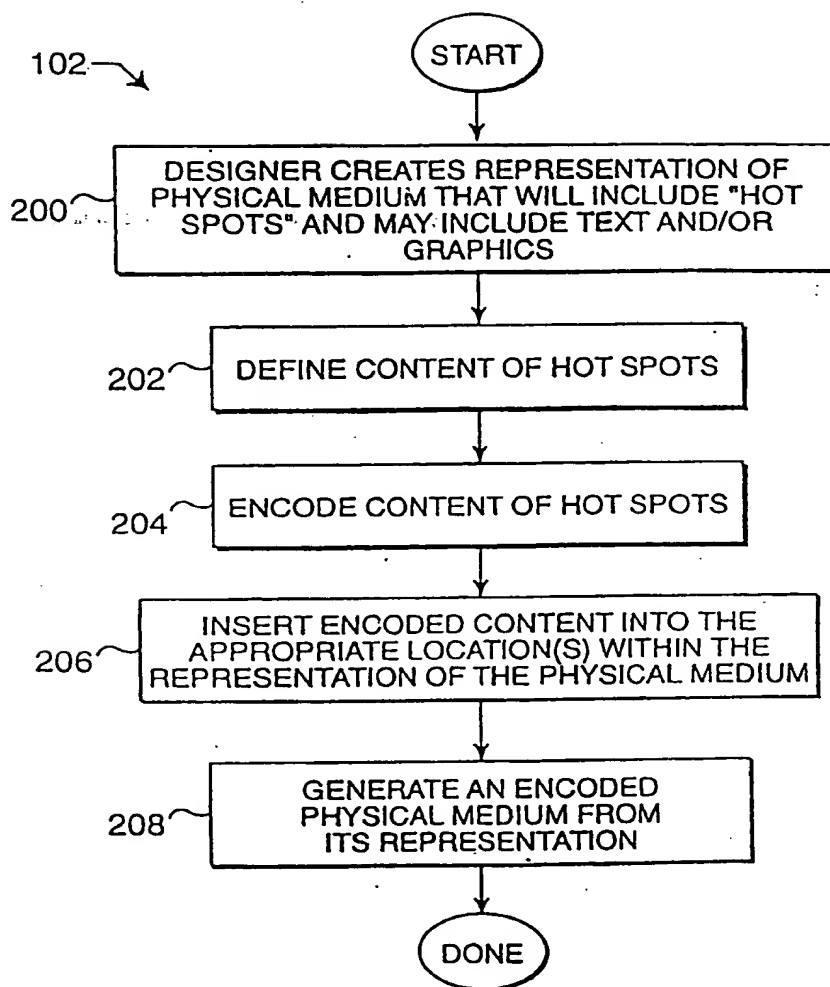 START
102
DESIGNER CREATES REPRESENTATION OF
PHYSICAL MEDIUM THAT WILL INCLUDE "HOT
SPOTS" AND MAY INCLUDE TEXT AND/OR
GRAPHICS
200
DEFINE CONTENT OF HOT SPOTS
202
ENCODE CONTENT OF HOT SPOTS
204
INSERT ENCODED CONTENT INTO THE
APPROPRIATE LOCATION(S) WITHIN THE
REPRESENTATION OF THE PHYSICAL MEDIUM
206
GENERATE AN ENCODED
PHYSICAL MEDIUM FROM
ITS REPRESENTATION
208
DONE